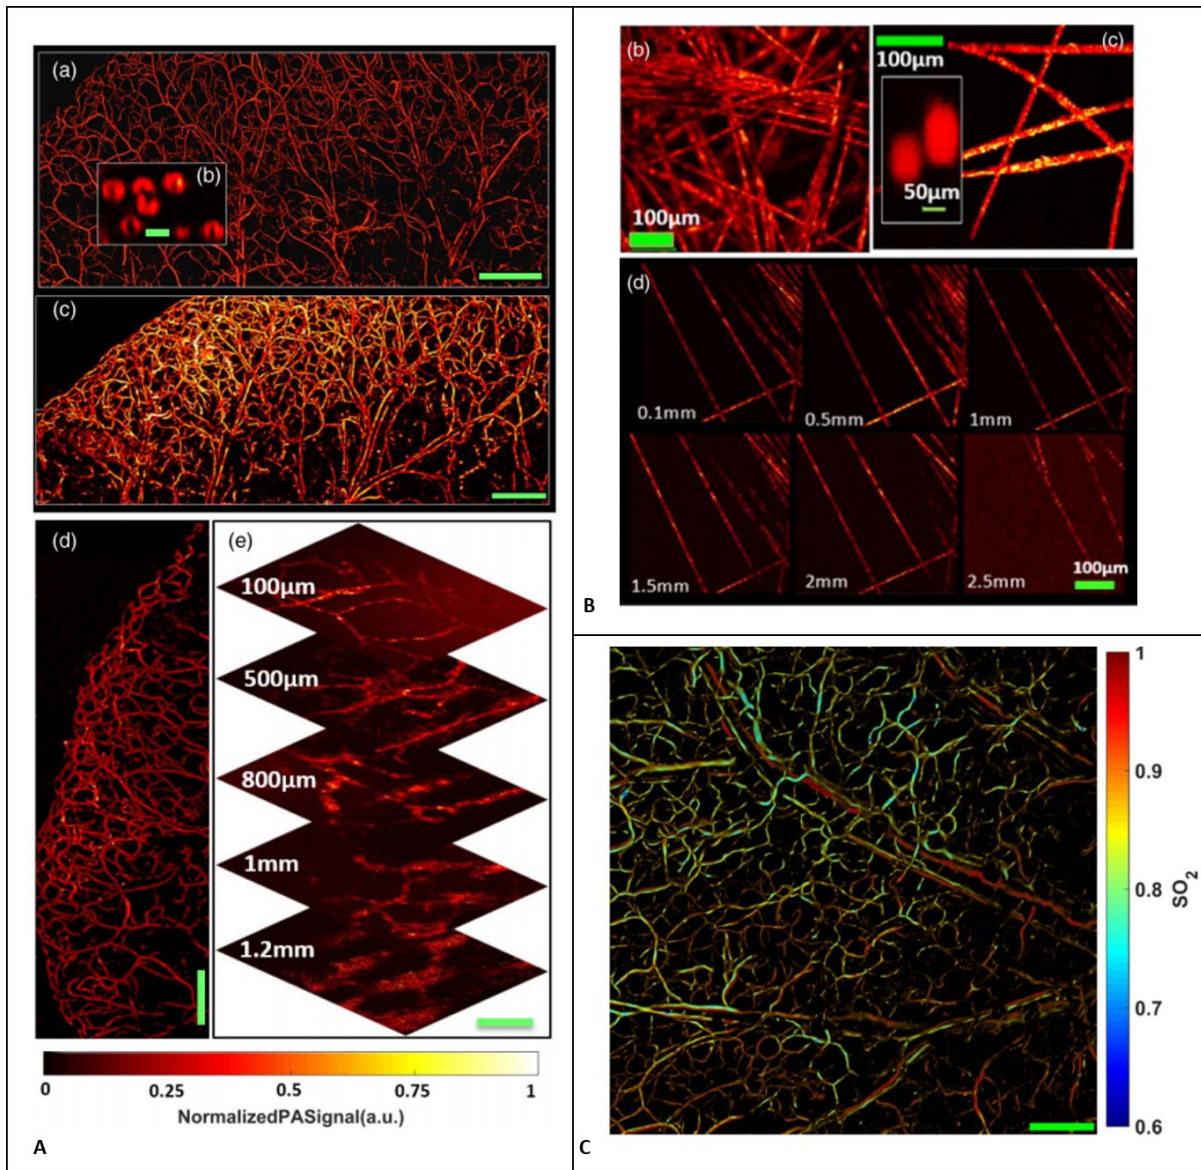 (a)
(b)
(c)
(d)
(e)
100μm
500μm
800μm
1mm
1.2mm
0
0.25
0.5
0.75
1
NormalizedPASignal(a.u.)
A
(b)
100μm
100μm
(c)
50μm
(d)
0.1mm
0.5mm
1mm
1.5mm
2mm
2.5mm
100μm
B
1
0.9
0.8
0.7
0.6
SO2
C